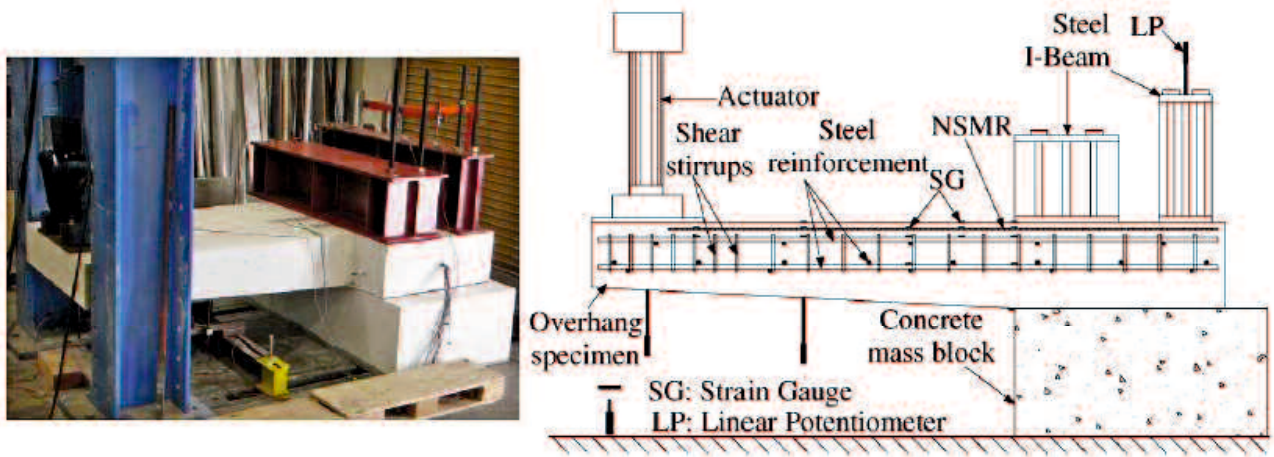 Steel
I-Beam
LP
Actuator
Shear
stirrups
Steel
reinforcement
NSMR
SG
Overhang
specimen
Concrete
mass block
SG: Strain Gauge
LP: Linear Potentiometer